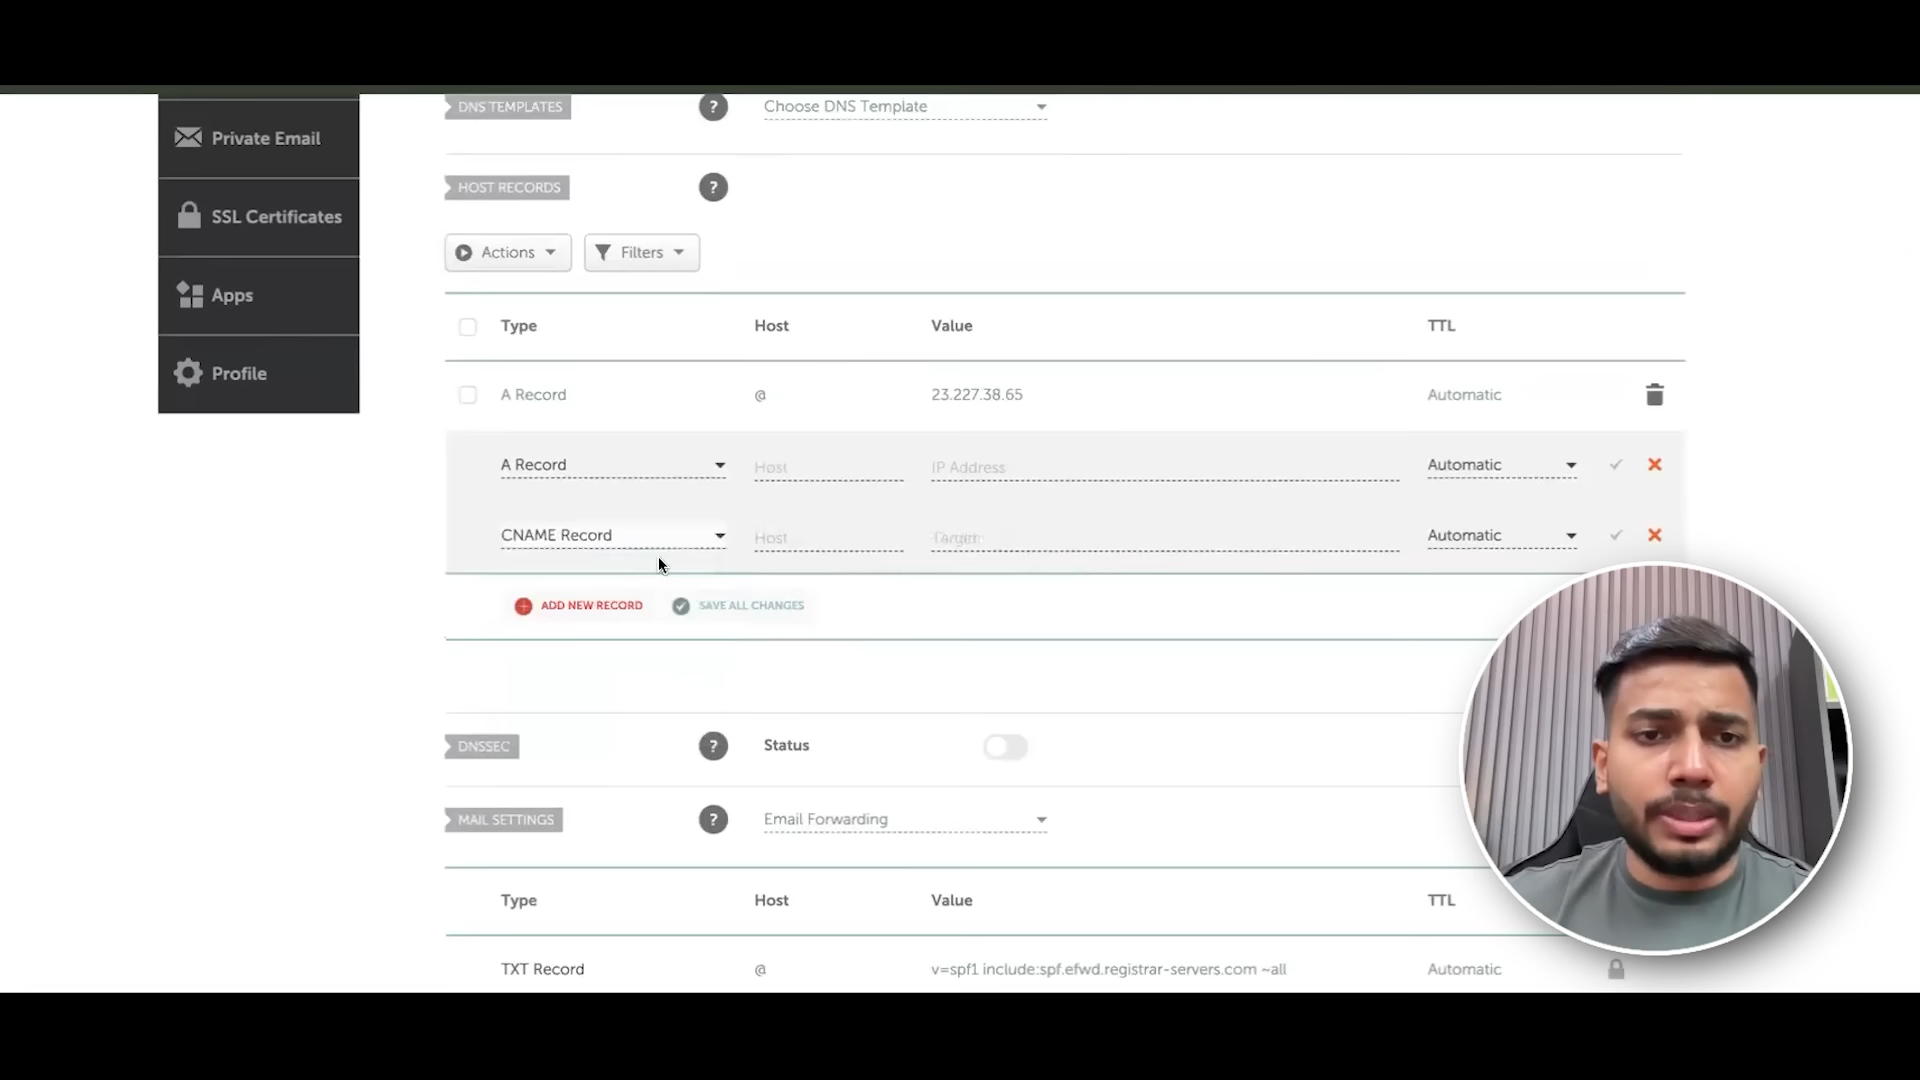 DNS TEMPLATES ? Choose DNS Template
Private Email
HOST RECORDS ?
SSL Certificates
Actions Filters
Apps
Type Host Value TTL
Profile
A Record @ 23.227.38.65 Automatic
A Record Host IP Address Automatic
CNAME Record Host Automatic
ADD NEW RECORD SAVE ALL CHANGES
DNSSEC ? Status
MAIL SETTINGS ? Email Forwarding
Type Host Value TTL
TXT Record @ v=spf1 include:spf.efwd.registrar-servers.com ~all Automatic